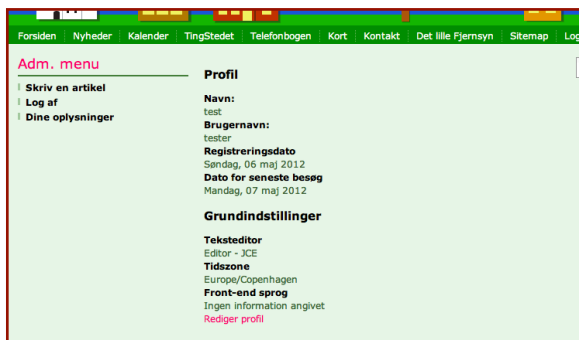 Forsiden Nyheder Kalender TingStedet Telefonbogen Kort Kontakt Det lille Fjernsyn Sitemap
Adm. menu
Skriv en artikel
Log af
Dine oplysninger
Profil
Navn:
test
Brugernavn:
tester
Registreringsdato
Søndag, 06 maj 2012
Dato for seneste besøg
Mandag, 07 maj 2012
Grundindstillinger
Teksteditor
Editor - JCE
Tidszone
Europe/Copenhagen
Front-end sprog
Ingen information angivet
Rediger profil